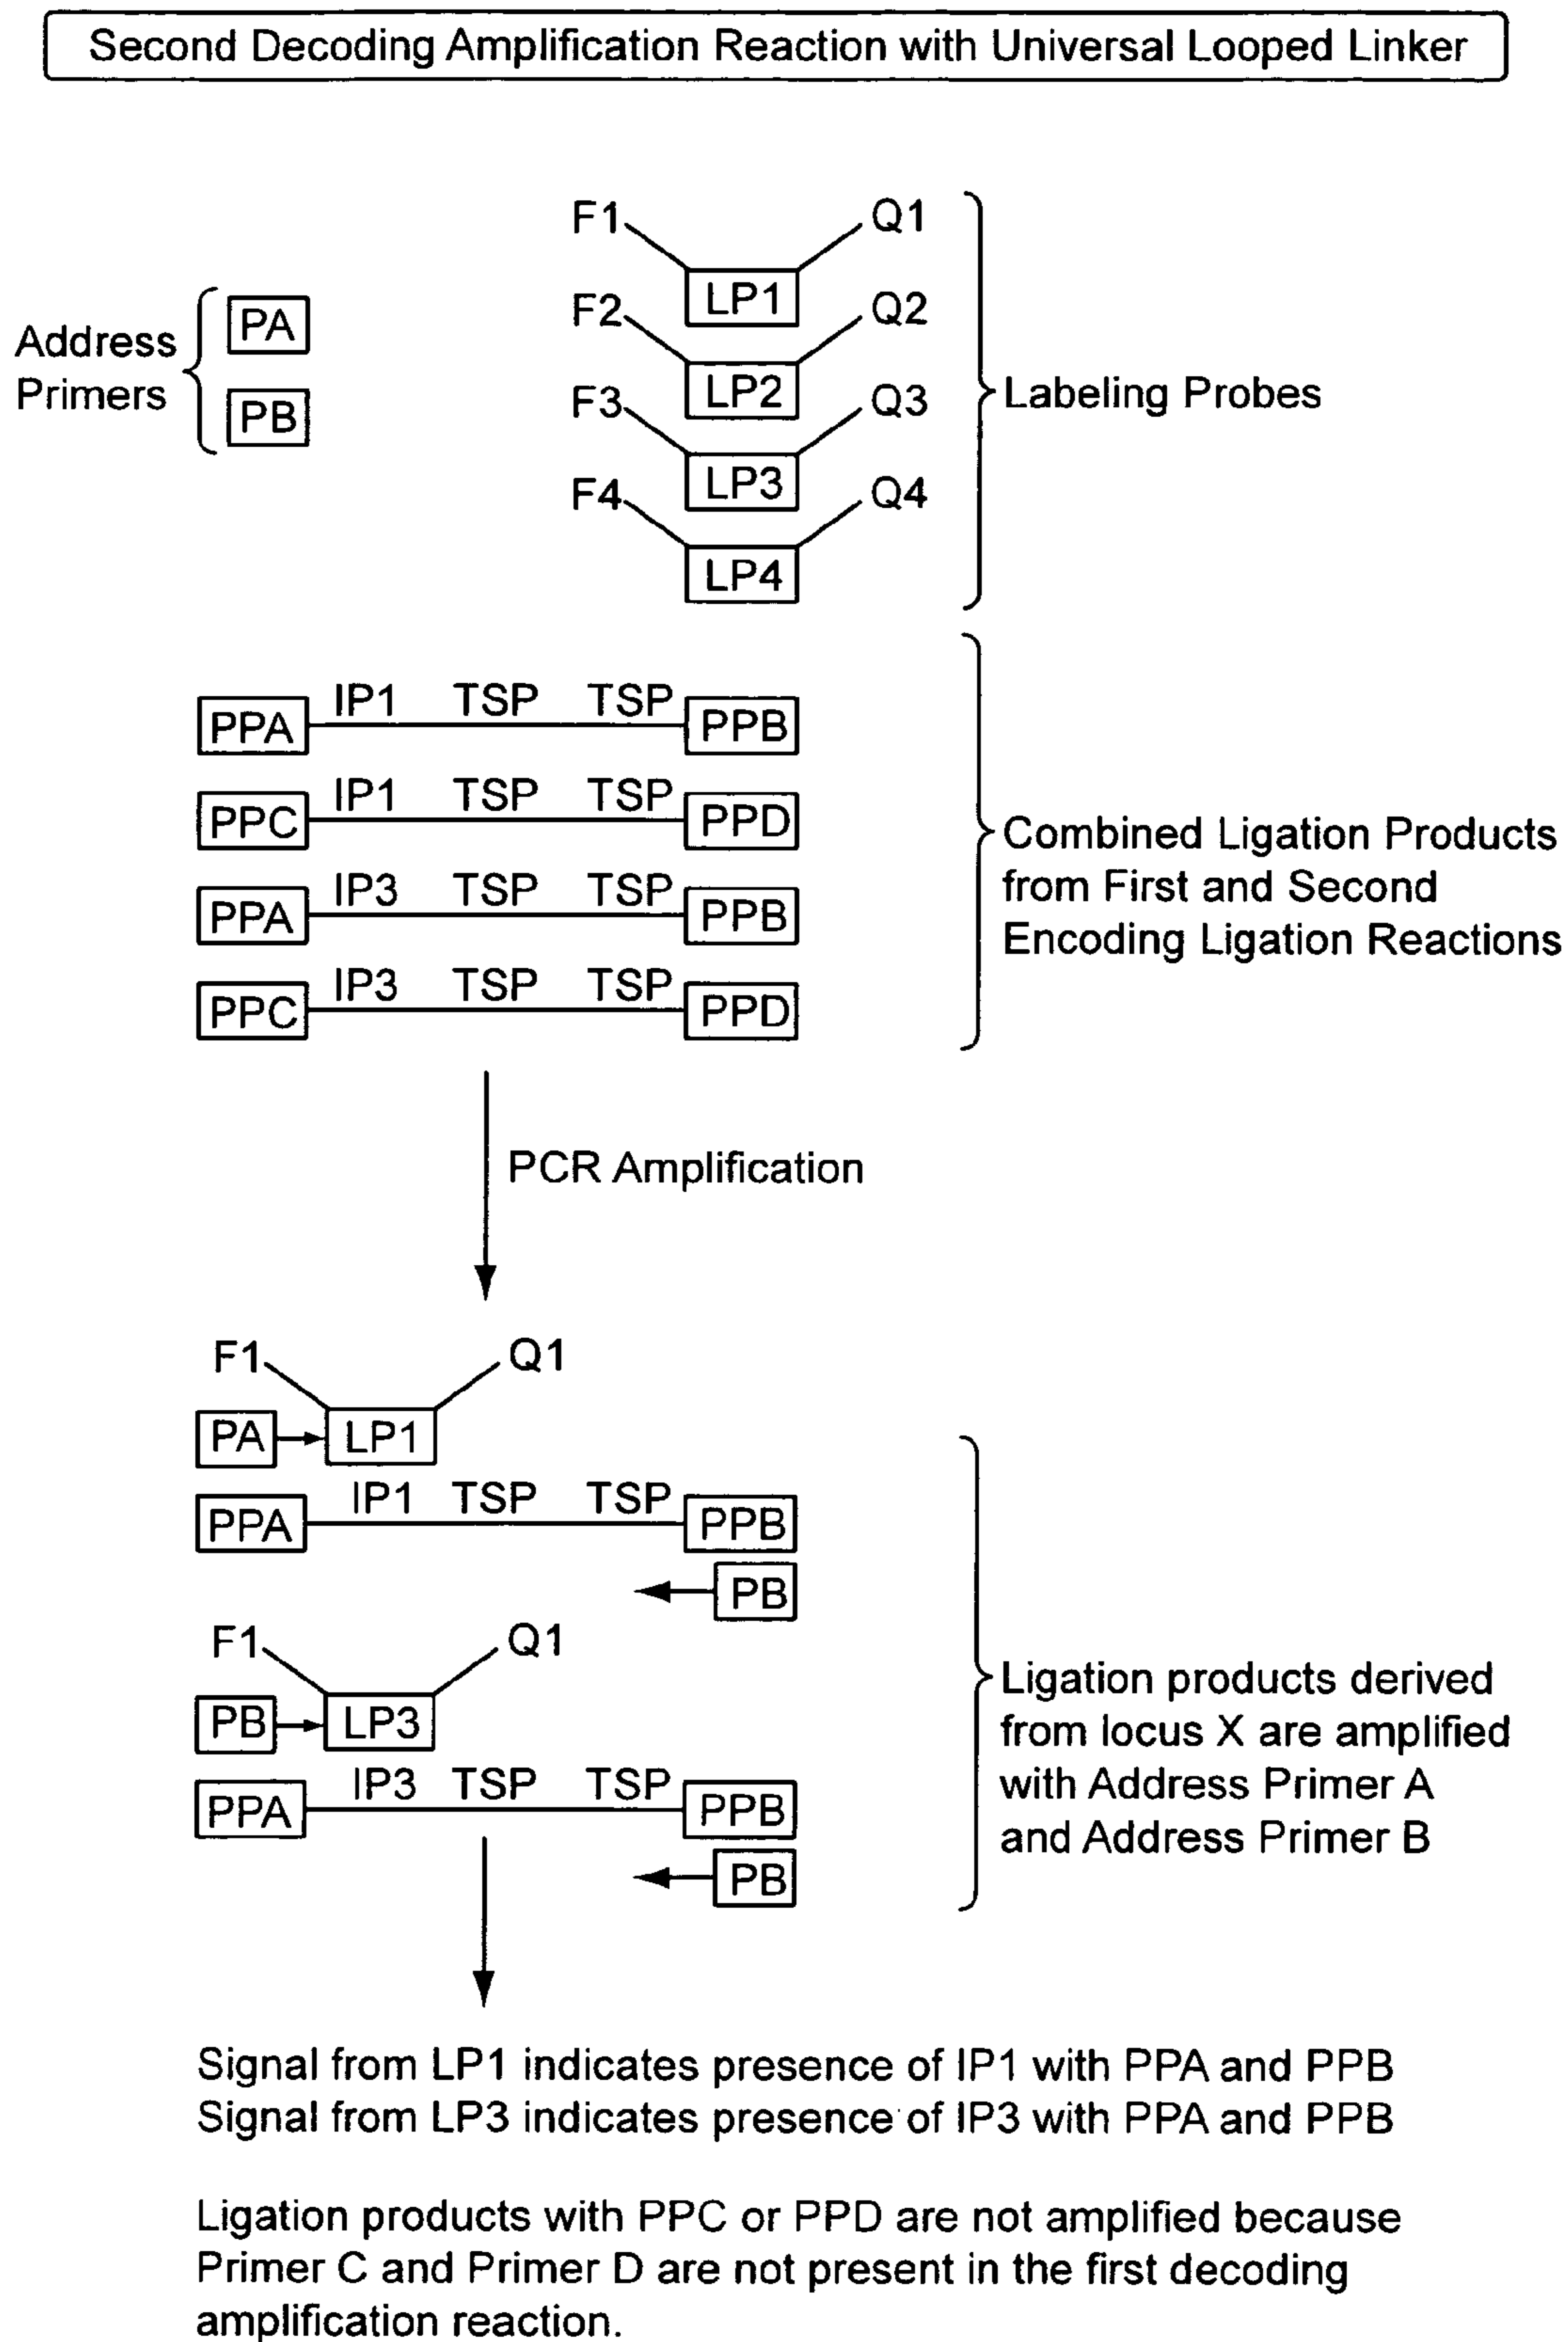 Second Decoding Amplification Reaction with Universal Looped Linker
F1 Q1
LP1
F2 Q2
LP2
F3 Q3
LP3
F4 Q4
LP4
Address
Primers
PA
PB
Labeling Probes
PPA IP1 TSP TSP PPB
PPC IP1 TSP TSP PPD
PPA IP3 TSP TSP PPB
PPC IP3 TSP TSP PPD
Combined Ligation Products
from First and Second
Encoding Ligation Reactions
PCR Amplification
F1 Q1
PA LP1
PPA IP1 TSP TSP PPB
PB
F1 Q1
PB LP3
PPA IP3 TSP TSP PPB
PB
Ligation products derived
from locus X are amplified
with Address Primer A
and Address Primer B
Signal from LP1 indicates presence of IP1 with PPA and PPB
Signal from LP3 indicates presence of IP3 with PPA and PPB
Ligation products with PPC or PPD are not amplified because
Primer C and Primer D are not present in the first decoding
amplification reaction.